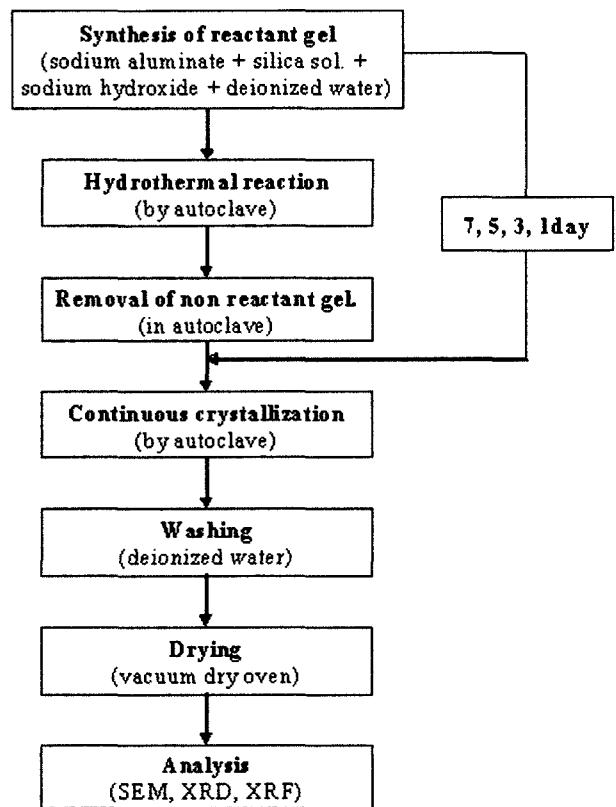 Synthesis of reactant gel
(sodium aluminate + silica sol. +
sodium hydroxide + deionized water)
Hydrothermal reaction
(by autoclave)
7, 5, 3, 1day
Removal of non reactant gel.
(in autoclave)
Continuous crystallization
(by autoclave)
Washing
(deionized water)
Drying
(vacuum dry oven)
Analysis
(SEM, XRD, XRF)